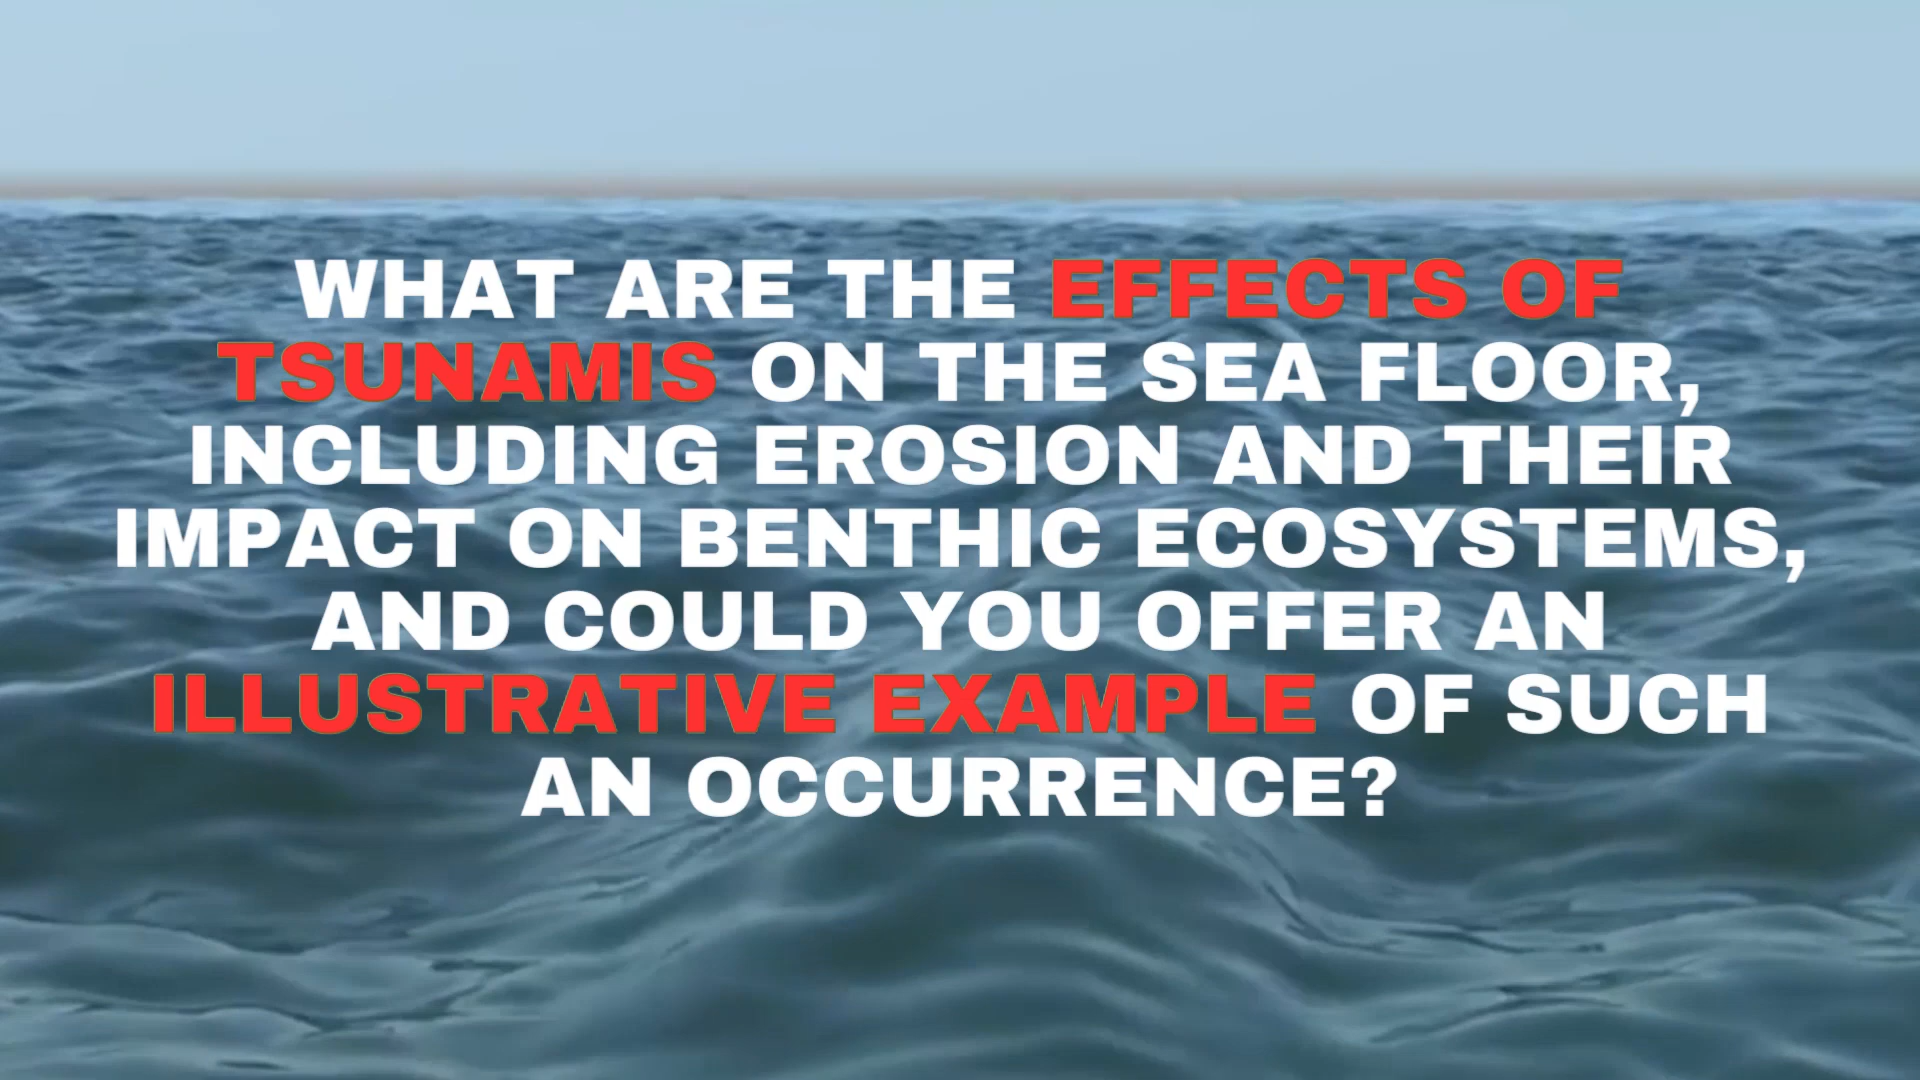 WHAT ARE THE EFFECTS OF
TSUNAMIS ON THE SEA FLOOR,
INCLUDING EROSION AND THEIR
IMPACT ON BENTHIC ECOSYSTEMS,
AND COULD YOU OFFER AN
ILLUSTRATIVE EXAMPLE OF SUCH
AN OCCURRENCE?